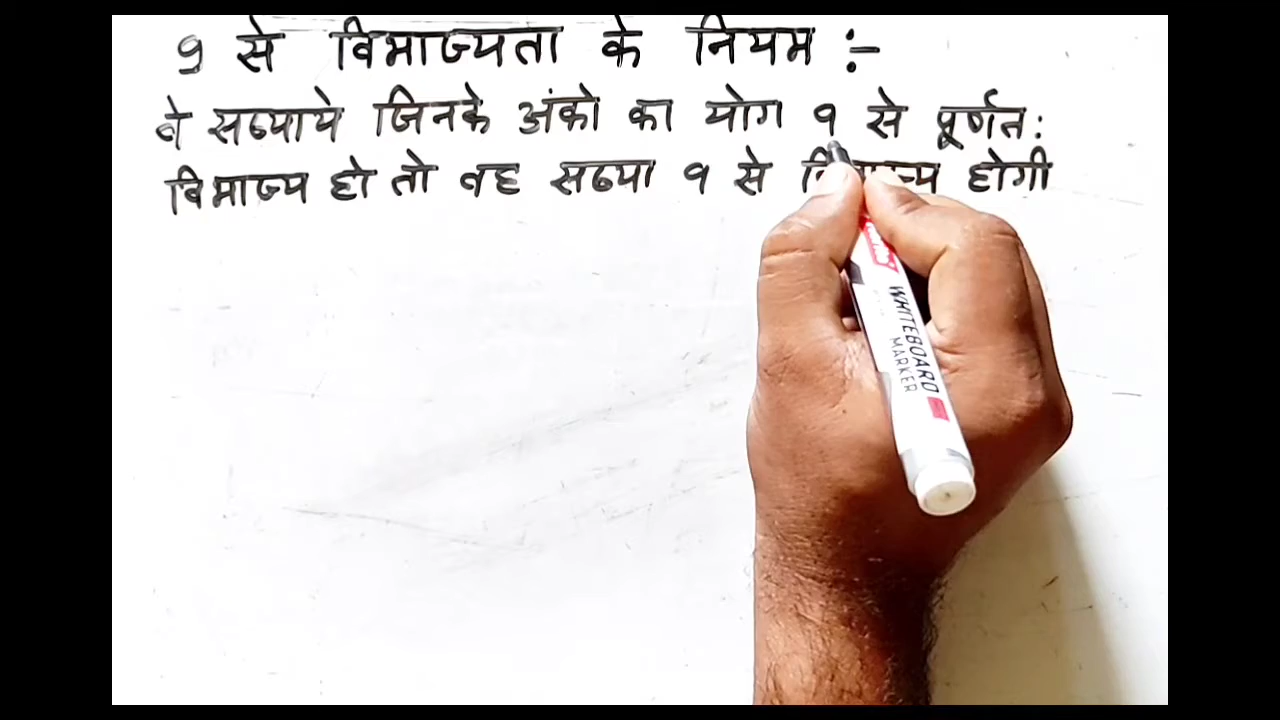 9 से विभाज्यता के नियम :-
वे सख्याये जिनके अंको का योग 9 से पूर्णत:
विभाज्य हो तो वह सख्या 9 से होगी
WHITEBOARD
MARKER